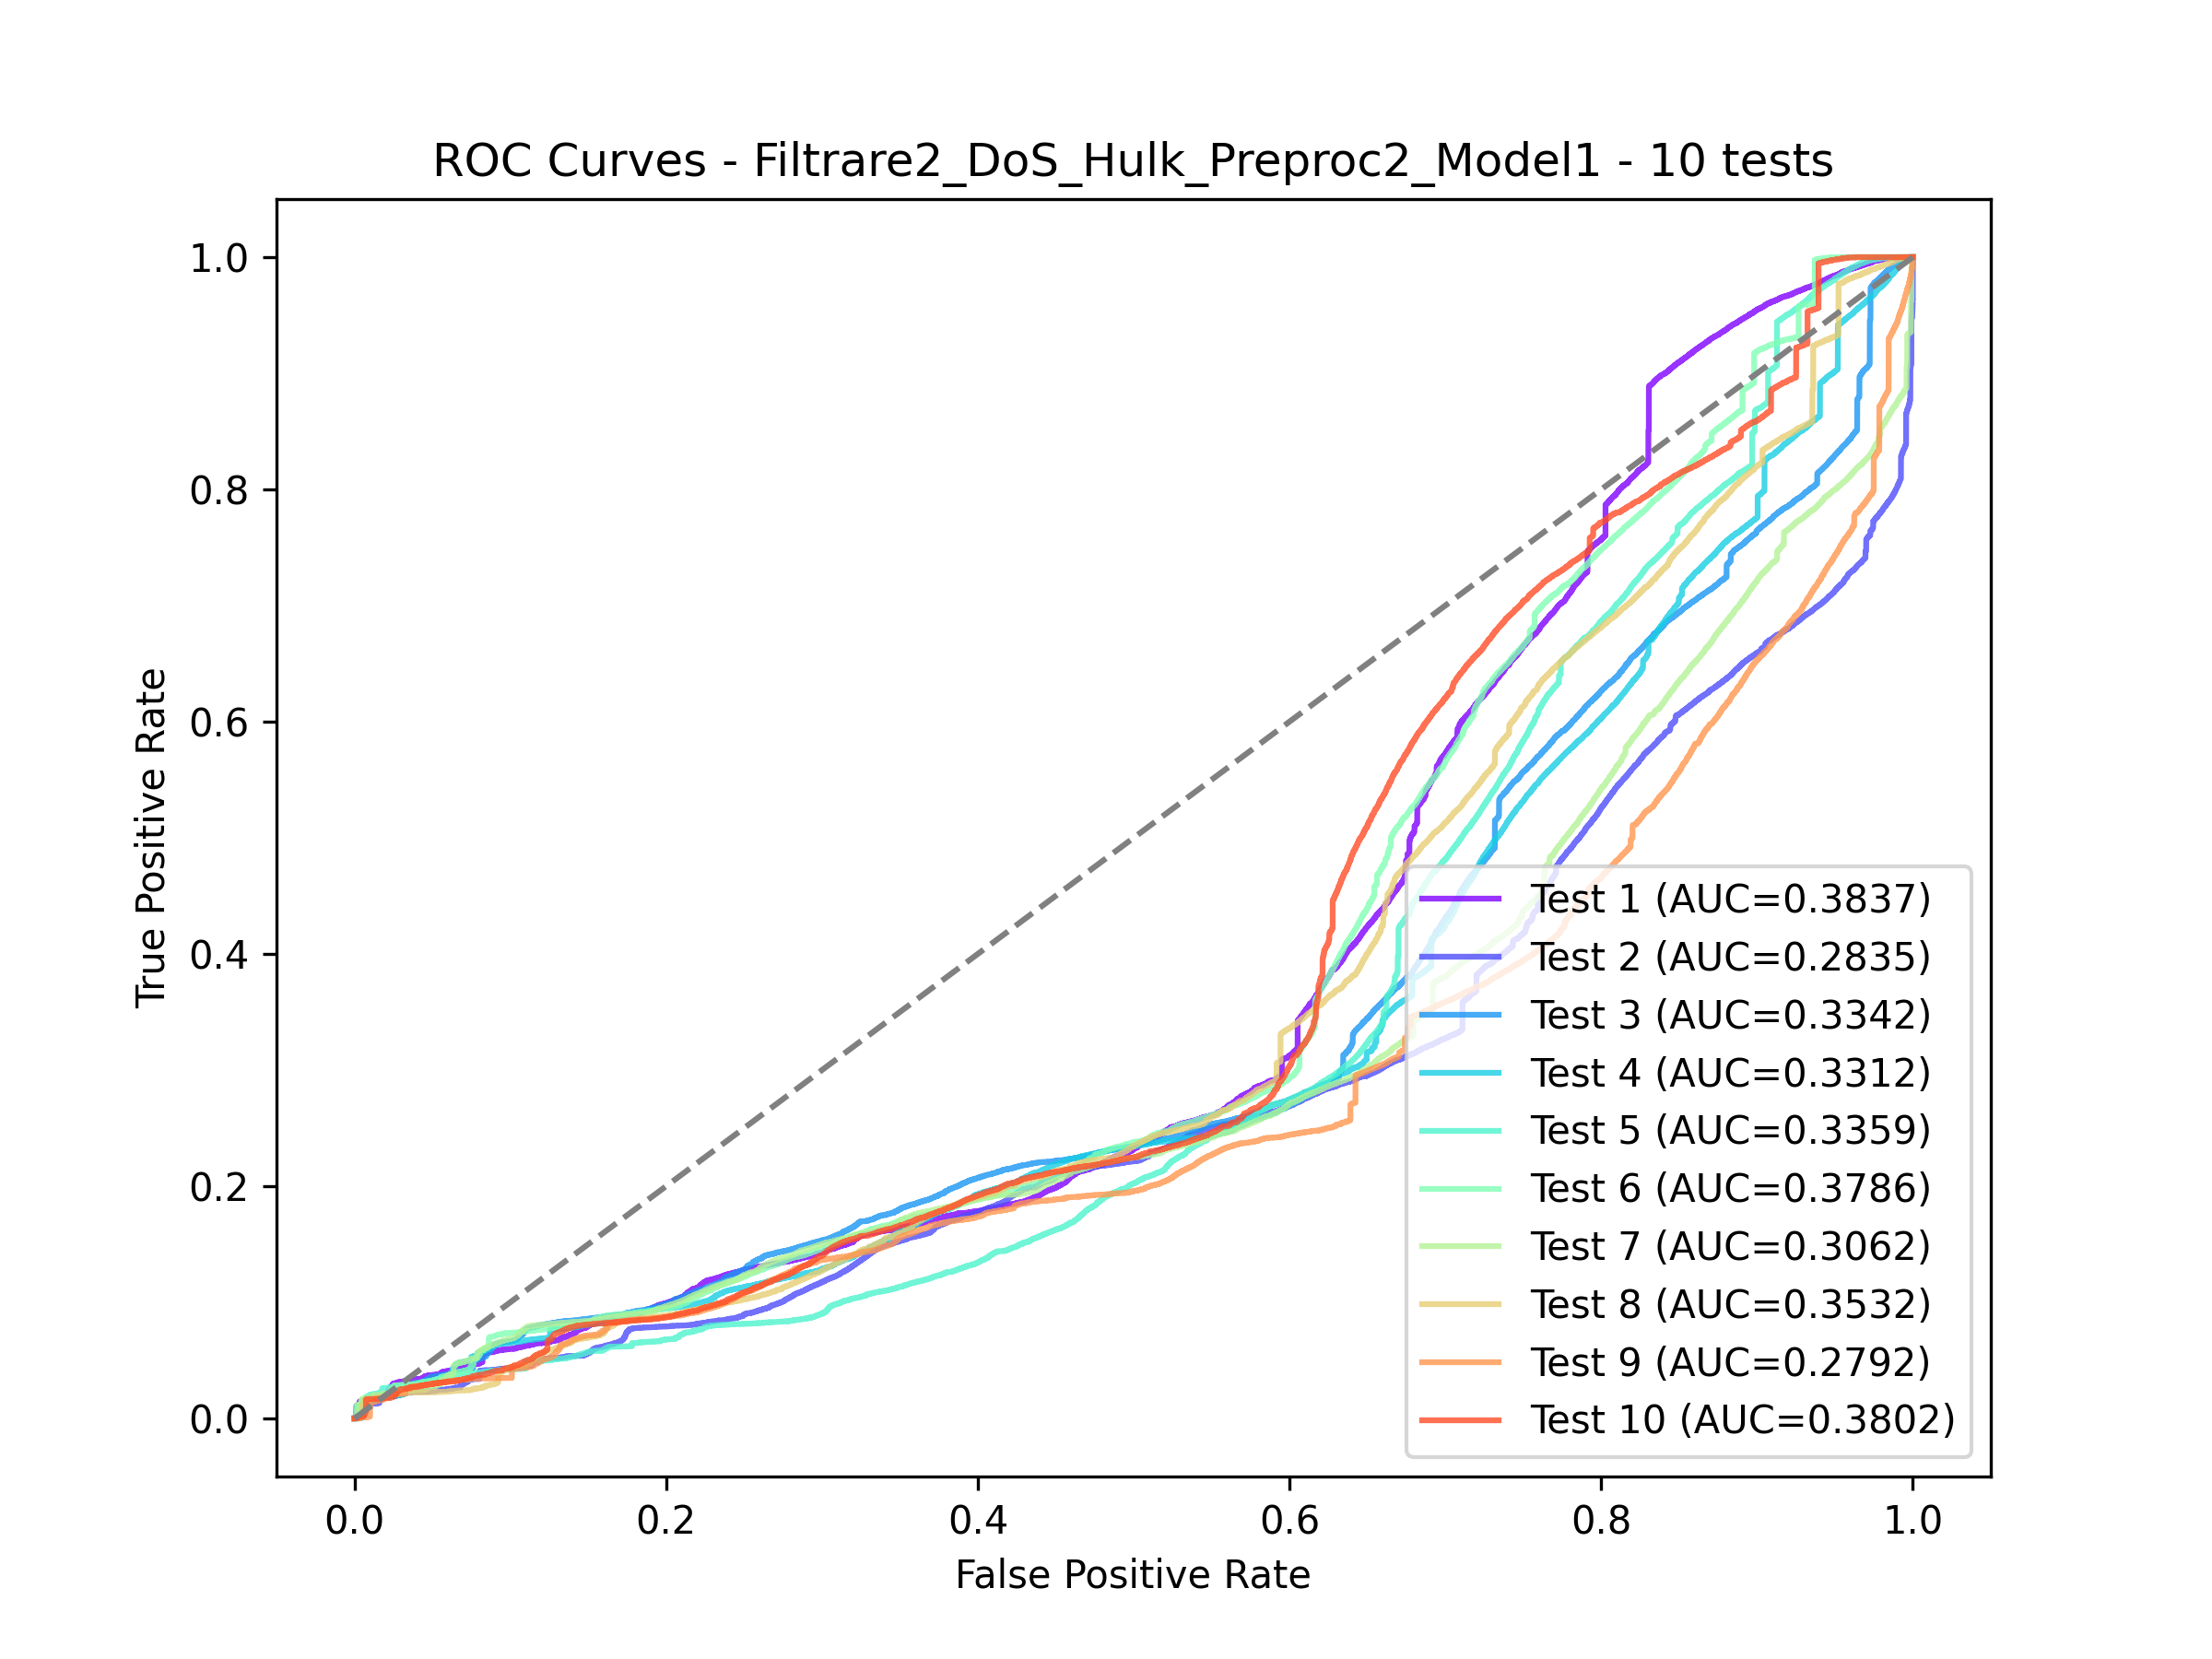 ROC Curves - Filtrare2_DoS_Hulk_Preproc2_Model1 - 10 tests
True Positive Rate
1.0
0.8
0.6
0.4
0.2
0.0
Test 1 (AUC=0.3837)
Test 2 (AUC=0.2835)
Test 3 (AUC=0.3342)
Test 4 (AUC=0.3312)
Test 5 (AUC=0.3359)
Test 6 (AUC=0.3786)
Test 7 (AUC=0.3062)
Test 8 (AUC=0.3532)
Test 9 (AUC=0.2792)
Test 10 (AUC=0.3802)
0.0 0.2 0.4 0.6 0.8 1.0
False Positive Rate